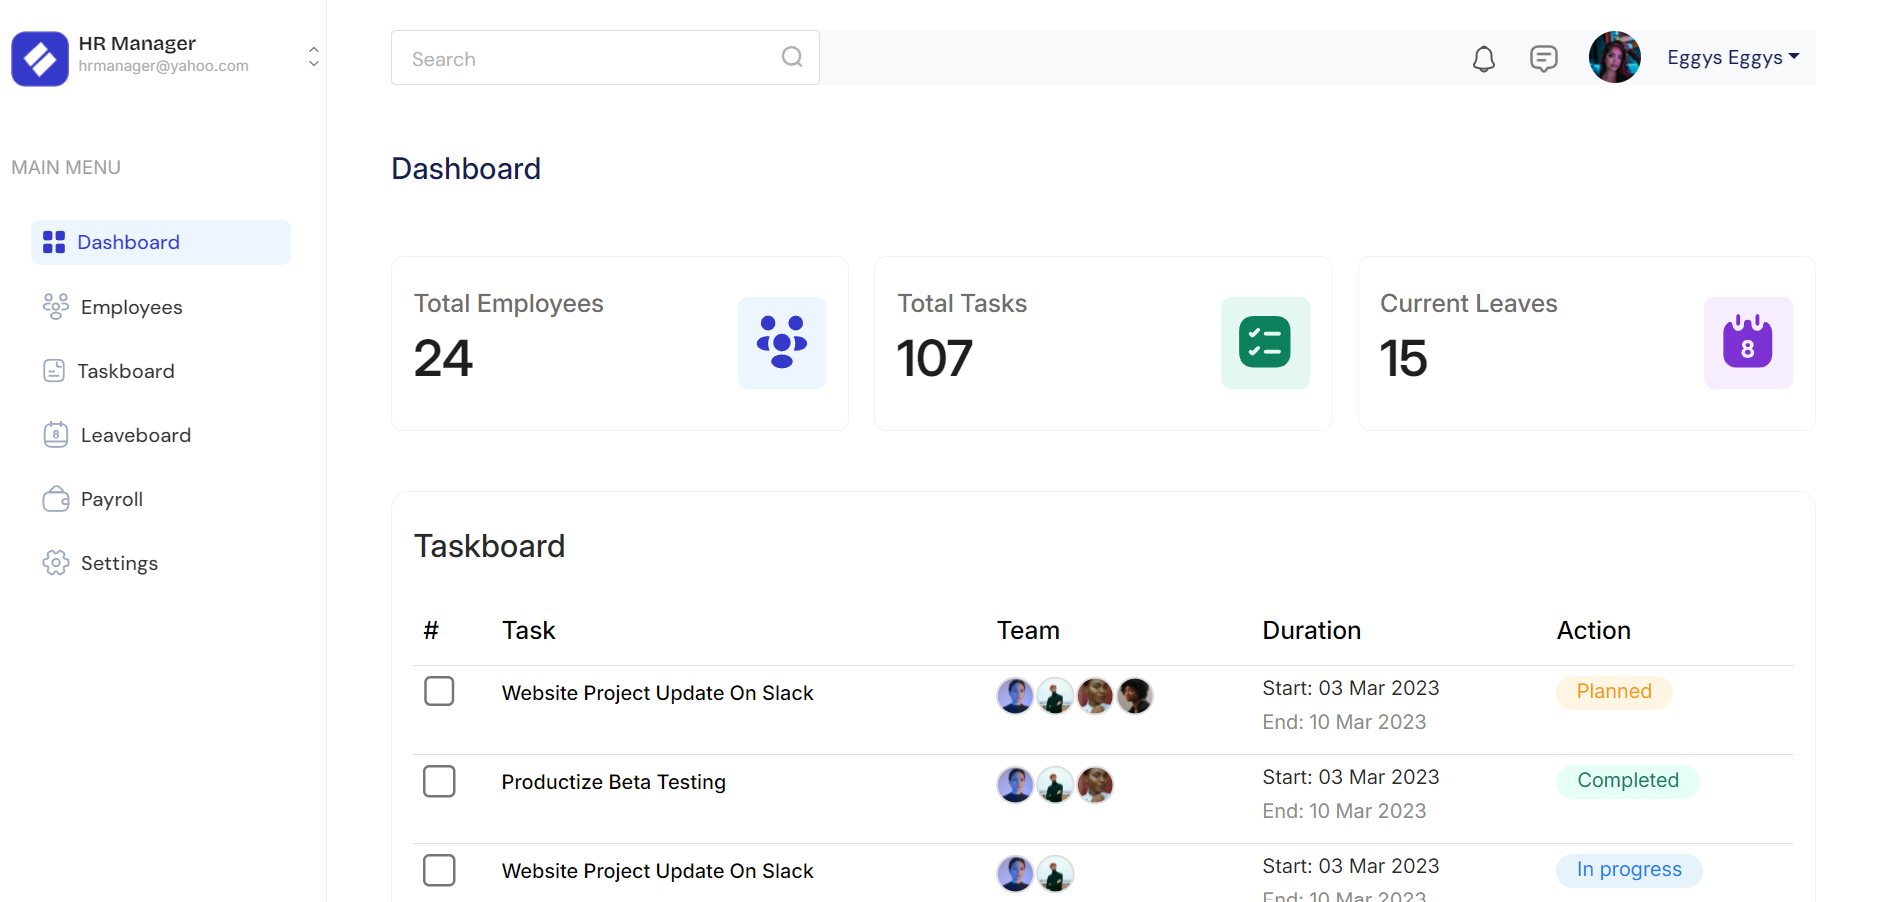 HR Manager
hrmanager@yahoo.com
MAIN MENU
Dashboard
Employees
Taskboard
8
Leaveboard
Payroll
Settings
Search
Eggys Eggys
Dashboard
Total Employees
24
Total Tasks
107
Current Leaves
15
8
Taskboard
# Task Team Duration Action
Website Project Update On Slack Start: 03 Mar 2023 Planned
End: 10 Mar 2023
Productize Beta Testing Start: 03 Mar 2023 Completed
End: 10 Mar 2023
Website Project Update On Slack Start: 03 Mar 2023 In progress
End: 10 Mar 2023